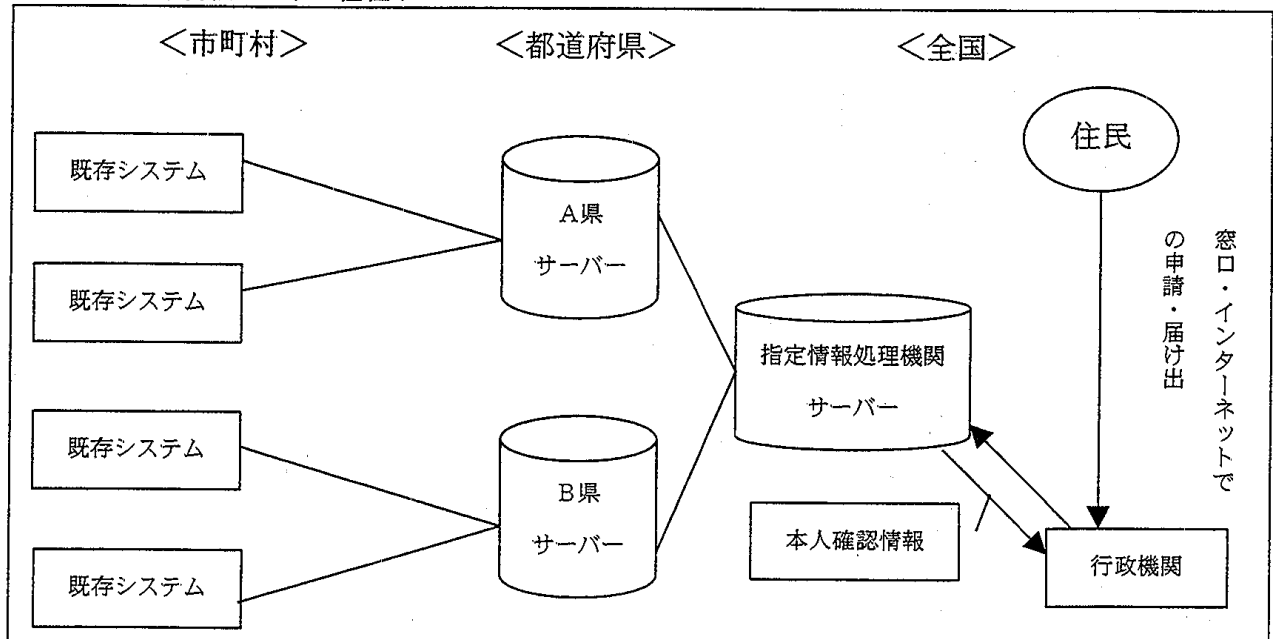 ＜市町村＞
＜都道府県＞
＜全国＞
既存システム
既存システム
既存システム
既存システム
A県
サーバー
B県
サーバー
指定情報処理機関
サーバー
本人確認情報
住民
窓口・インターネットで
の申請・届け出
行政機関